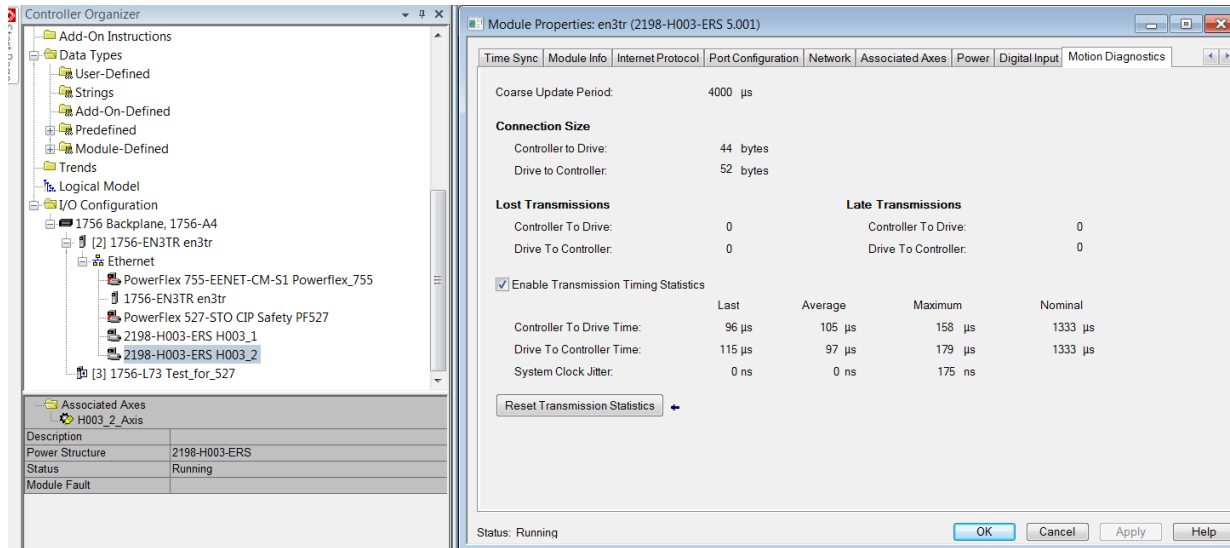 Start Page
Controller Organizer
Add-On Instructions
Data Types
User-Defined
Strings
Add-On-Defined
Predefined
Module-Defined
Trends
Logical Model
I/O Configuration
1756 Backplane, 1756-A4
[2] 1756-EN3TR en3tr
Ethernet
PowerFlex 755-EENET-CM-S1 Powerflex_755
1756-EN3TR en3tr
PowerFlex 527-STO CIP Safety PF527
2198-H003-ERS H003_1
2198-H003-ERS H003_2
[3] 1756-L73 Test_for_527
Associated Axes
H003_2_Axis
Description
Power Structure 2198-H003-ERS
Status Running
Module Fault
Module Properties: en3tr (2198-H003-ERS 5.001)
Time Sync Module Info Internet Protocol Port Configuration Network Associated Axes Power Digital Input Motion Diagnostics
Coarse Update Period: 4000 µs
Connection Size
Controller to Drive: 44 bytes
Drive to Controller: 52 bytes
Lost Transmissions Late Transmissions
Controller To Drive: 0 Controller To Drive: 0
Drive To Controller: 0 Drive To Controller: 0
Enable Transmission Timing Statistics
Last Average Maximum Nominal
Controller To Drive Time: 96 µs 105 µs 158 µs 1333 µs
Drive To Controller Time: 115 µs 97 µs 179 µs 1333 µs
System Clock Jitter: 0 ns 0 ns 175 ns
Reset Transmission Statistics
Status: Running
OK Cancel Apply Help